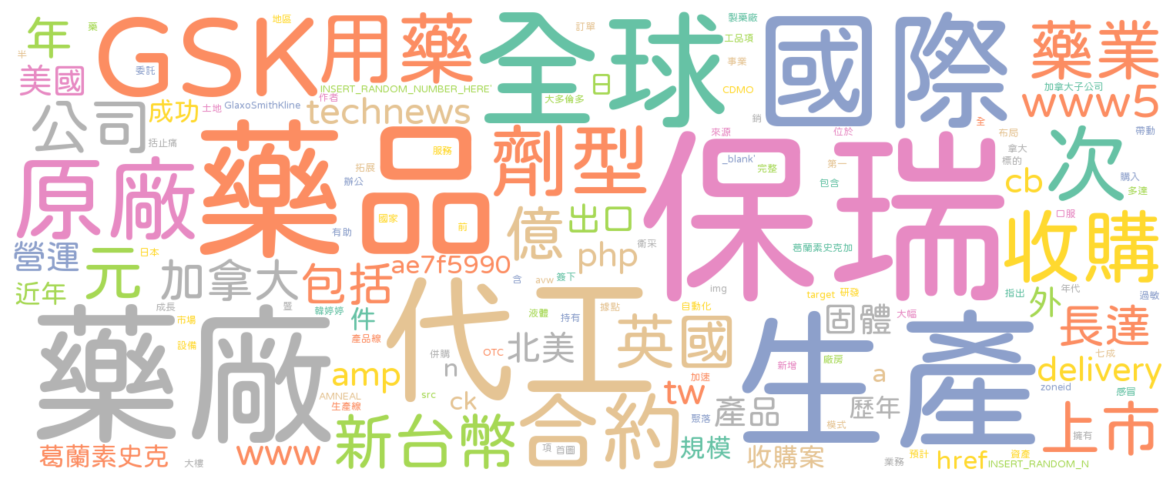 年
藥
地區
GSK
用藥
全球
訂單
製藥廠
國際
藥業
半
美國
委託
INSERT_RANDOM_NUMBER_HERE'
工品項
日
事業
加拿大子公司
公司
成功
土地
GlaxoSmithKline
作者
technews
大多倫多
CDMO
銷
www5
括止痛
全
布局
帶動
原廠
藥品
服務
劑型
保瑞
來源
位於
_blank'
完整
第一
拿大
標的
次
拓展
辦公
包含
cb
購入
多達
國家
前
億
出口
口服
收購
營運
日本
有助
php
衛采
葛蘭素史克加
近年
元
加拿大
包括
ae7f5990
含
avw
簽下
img
target
研發
指出
外
年代
過敏
藥廠
成長
鹽
韓婷婷
件
代工
液體
持有
據點
自動化
大幅
固體
生產
長達
市場
設備
產品線
併購
OTC
北美
英國
新增
廠房
七成
amp
n
加速
a
delivery
AMNEAL
生產線
src
ck
tw
zoneid
感冒
新台幣
合約
聚落
產品
歷年
模式
上市
擁有
葛蘭素史克
大樓
www
項
首圖
規模
收購案
業務
預計
href
資產
INSERT_RANDOM_N